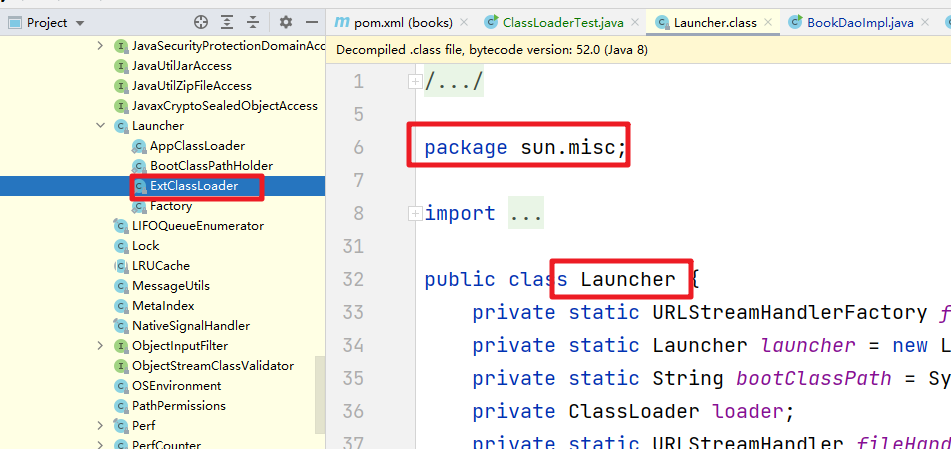 Project
pom.xml (books)
ClassLoaderTest.java
Launcher.class
BookDaoImpl.java
JavaSecurityProtectionDomainAcc
JavaUtilJarAccess
JavaUtilZipFileAccess
JavaxCryptoSealedObjectAccess
Launcher
AppClassLoader
BootClassPathHolder
ExtClassLoader
Factory
LIFOQueueEnumerator
Lock
LRUCache
MessageUtils
MetaIndex
NativeSignalHandler
ObjectInputFilter
ObjectStreamClassValidator
OSEnvironment
PathPermissions
Perf
PerfCounter
Decompiled .class file, bytecode version: 52.0 (Java 8)
1 /.../
5
6 package sun.misc;
7
8 import ...
31
32 public class Launcher {
33 private static URLStreamHandlerFactory f
34 private static Launcher launcher = new L
35 private static String bootClassPath = Sy
36 private ClassLoader loader;
37 private static URLStreamHandler fileHand